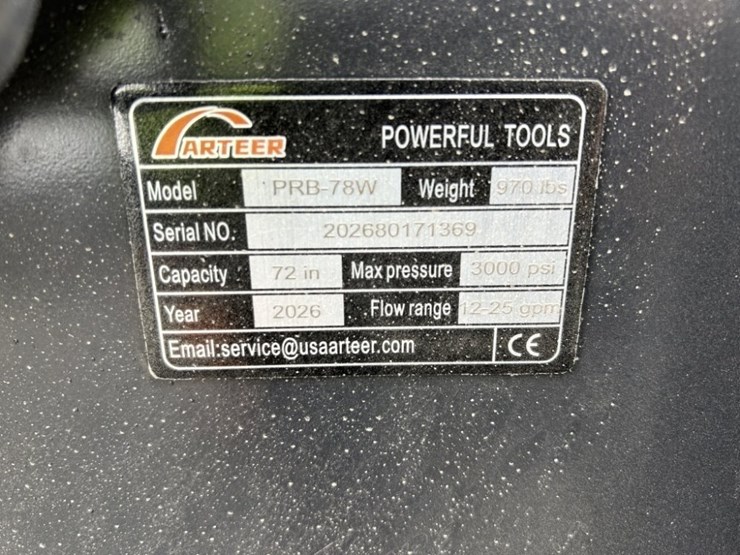 ARTEER POWERFUL TOOLS
Model PRB-78W Weight 970 lbs
Serial NO. 202680171369
Capacity 72 in Max pressure 3000 psi
Year 2026 Flow range 12-25 gpm
Email:service@usaarteer.com CE